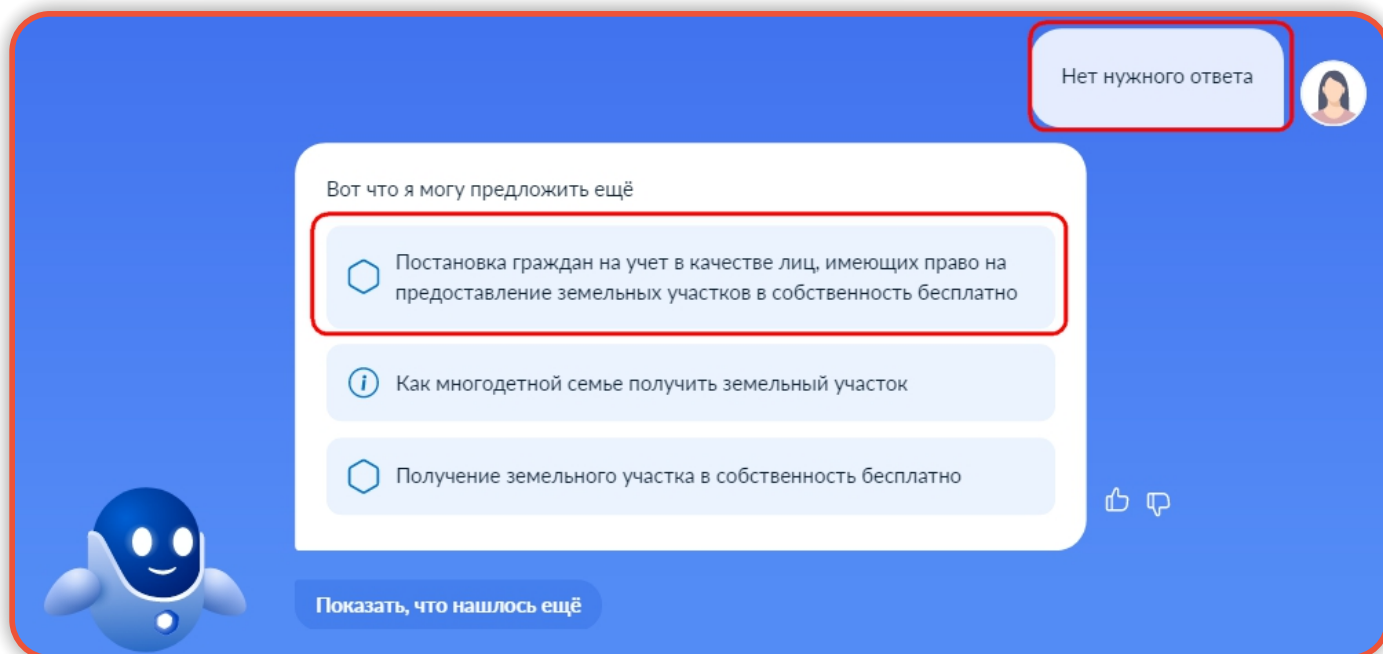 Нет нужного ответа
Вот что я могу предложить ещё
Постановка граждан на учет в качестве лиц, имеющих право на
предоставление земельных участков в собственность бесплатно
Как многодетной семье получить земельный участок
Получение земельного участка в собственность бесплатно
Показать, что нашлось ещё